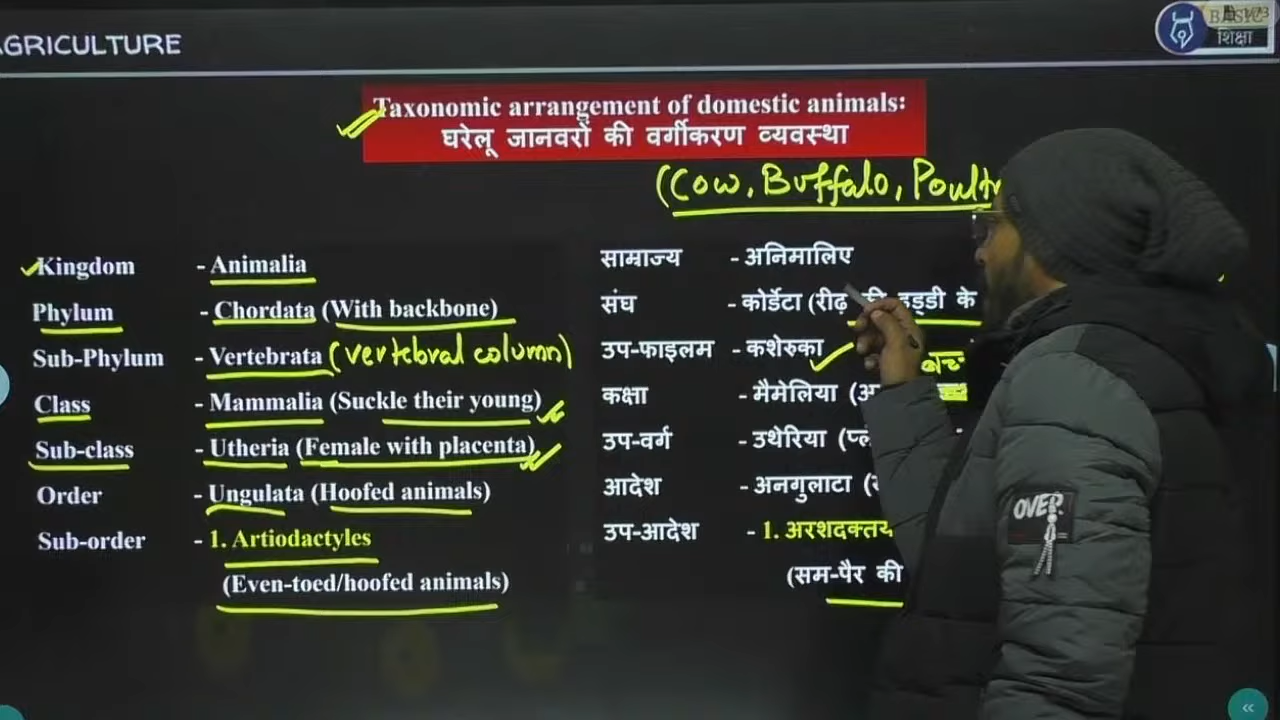 AGRICULTURE
BASIC
शिक्षा
Taxonomic arrangement of domestic animals:
घरेलू जानवरों की वर्गीकरण व्यवस्था
(Cow, Buffalo, Poult
Kingdom - Animalia
Phylum - Chordata (With backbone)
Sub-Phylum - Vertebrata (vertebral column)
Class - Mammalia (Suckle their young)
Sub-class - Utheria (Female with placenta)
Order - Ungulata (Hoofed animals)
Sub-order - 1. Artiodactyles
(Even-toed/hoofed animals)
साम्राज्य - अनिमालिए
संघ - कोर्डेटा (रीढ़ की हड्डी के
उप-फाइलम - कशेरुका
कक्षा - मैमेलिया (अ
उप-वर्ग - उथेरिया (प्ल
आदेश - अनगुलाटा (
उप-आदेश - 1. अरशदक्तय
(सम-पैर की
OVER